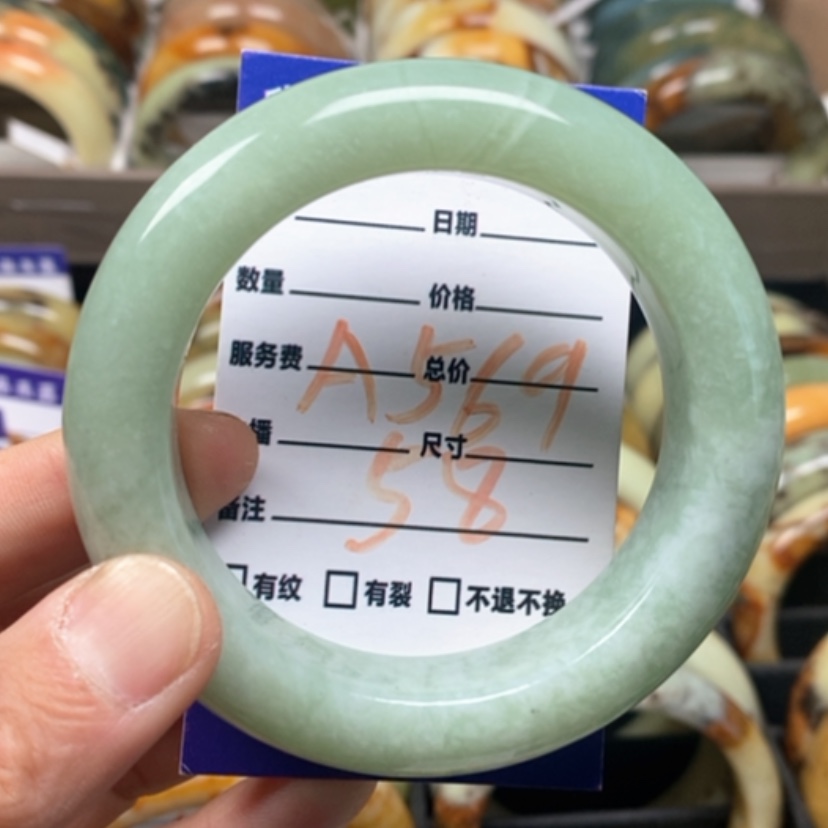 日期
数量 价格
服务费 总价
A569
播 尺寸
58
备注
有纹 有裂 不退不换